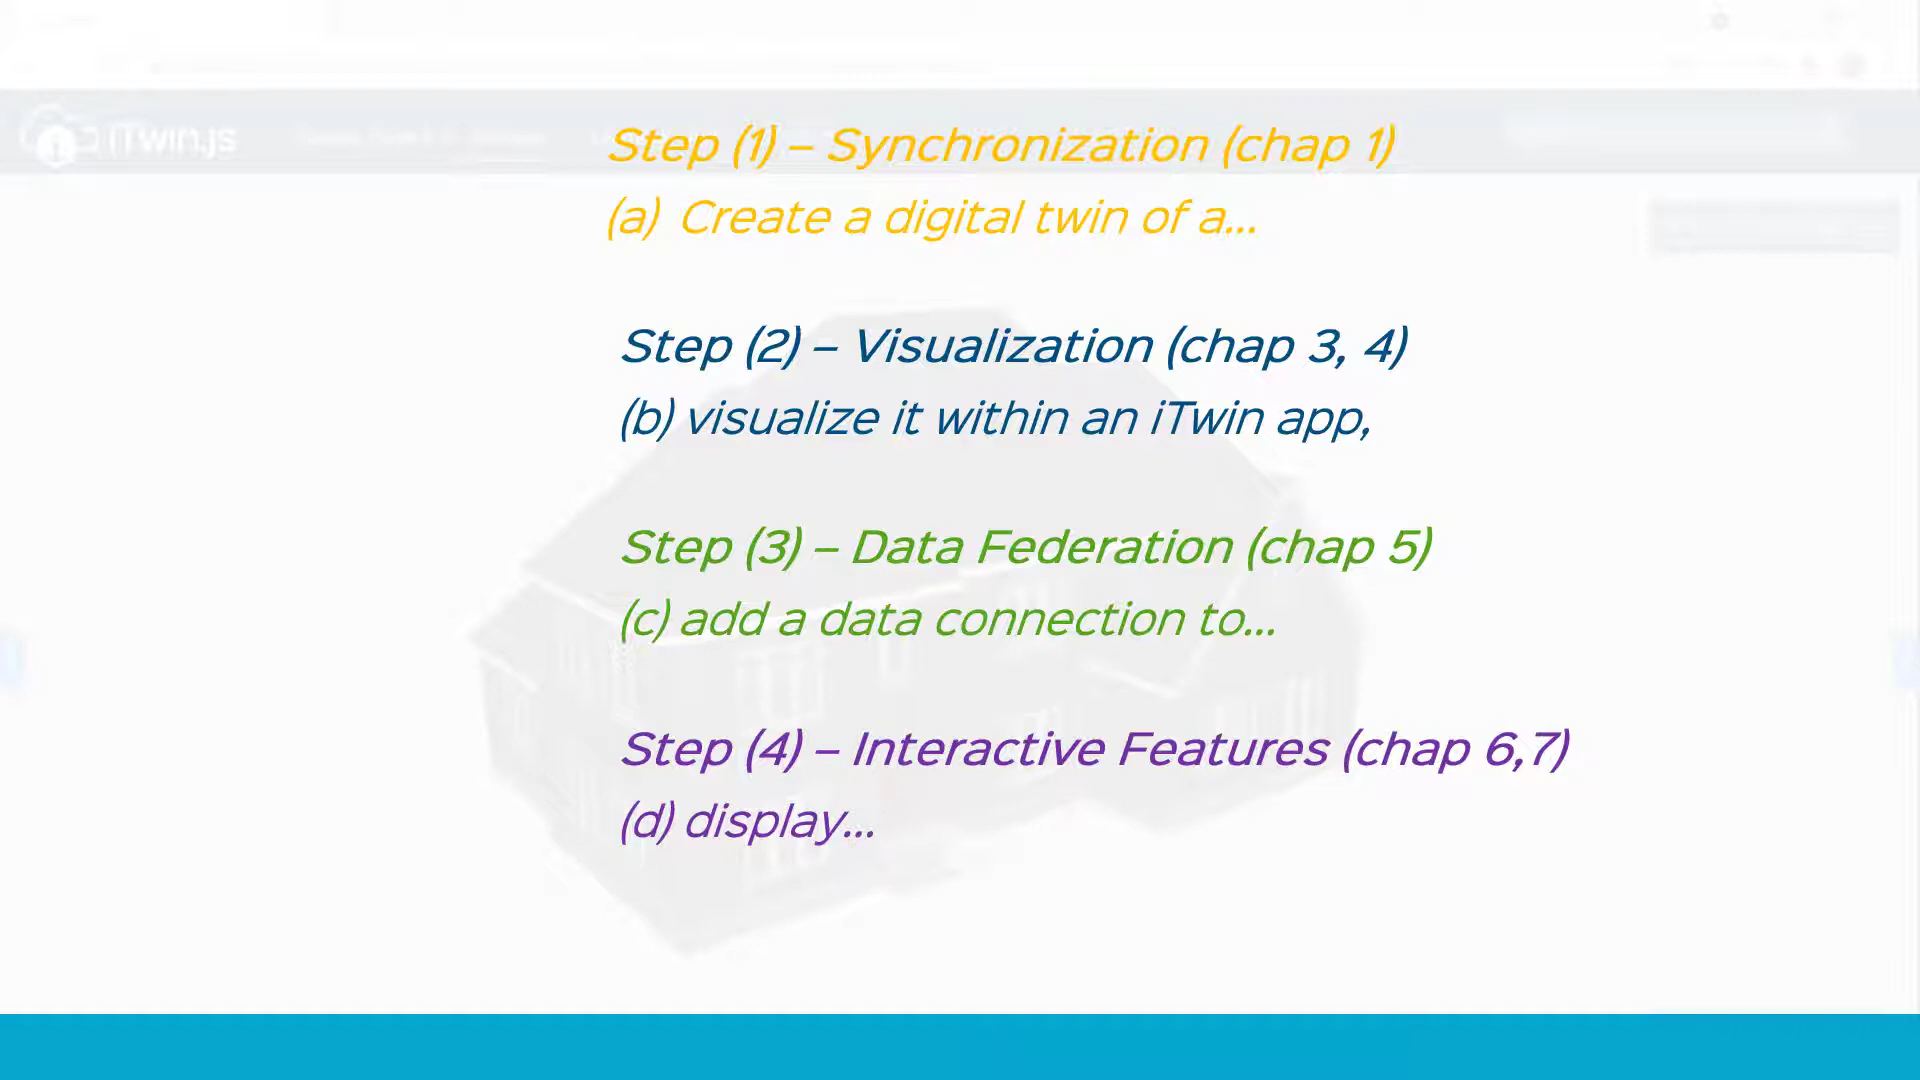 iTwin.js
Step (1) – Synchronization (chap 1)
(a) Create a digital twin of a...
Step (2) – Visualization (chap 3, 4)
(b) visualize it within an iTwin app,
Step (3) – Data Federation (chap 5)
(c) add a data connection to...
Step (4) – Interactive Features (chap 6,7)
(d) display...